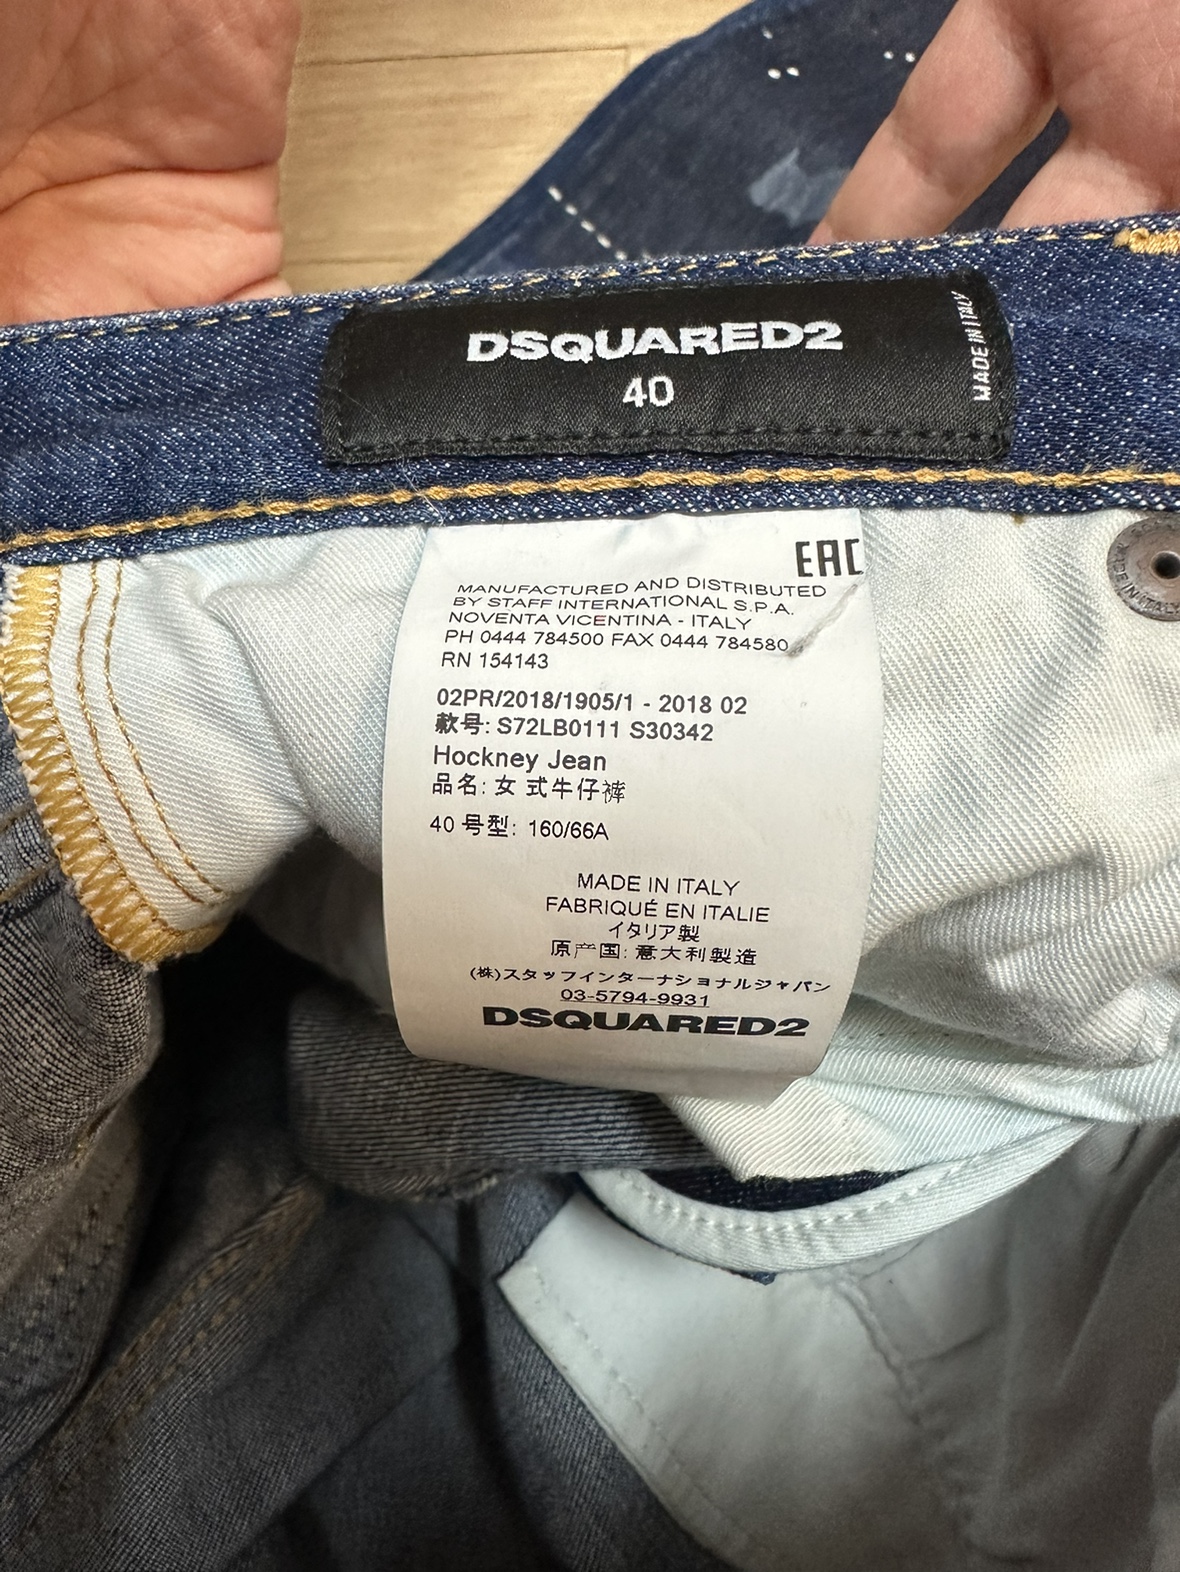 DSQUARED2
40
MADE IN ITALY
EAC
MANUFACTURED AND DISTRIBUTED
BY STAFF INTERNATIONAL S.P.A.
NOVENTA VICENTINA - ITALY
PH 0444 784500 FAX 0444 784580
RN 154143
02PR/2018/1905/1 - 2018 02
款号: S72LB0111 S30342
Hockney Jean
品名: 女 式牛仔裤
40 号型: 160/66A
MADE IN ITALY
FABRIQUÉ EN ITALIE
イタリア製
原产国: 意大利製造
(株)スタッフインターナショナルジャパン
03-5794-9931
DSQUARED2
MADE IN ITALY